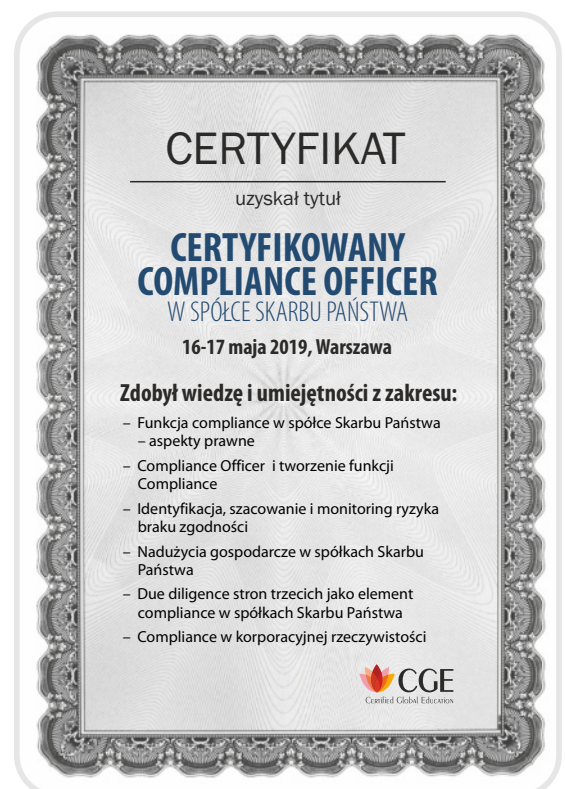 CERTYFIKAT
uzyskał tytuł
CERTYFIKOWANY
COMPLIANCE OFFICER
W SPÓŁCE SKARBU PAŃSTWA
16-17 maja 2019, Warszawa
Zdobył wiedzę i umiejętności z zakresu:
– Funkcja compliance w spółce Skarbu Państwa
– aspekty prawne
– Compliance Officer i tworzenie funkcji
Compliance
– Identyfikacja, szacowanie i monitoring ryzyka
braku zgodności
– Nadużycia gospodarcze w spółkach Skarbu
Państwa
– Due diligence stron trzecich jako element
compliance w spółkach Skarbu Państwa
– Compliance w korporacyjnej rzeczywistości
CGE
Certified Global Education